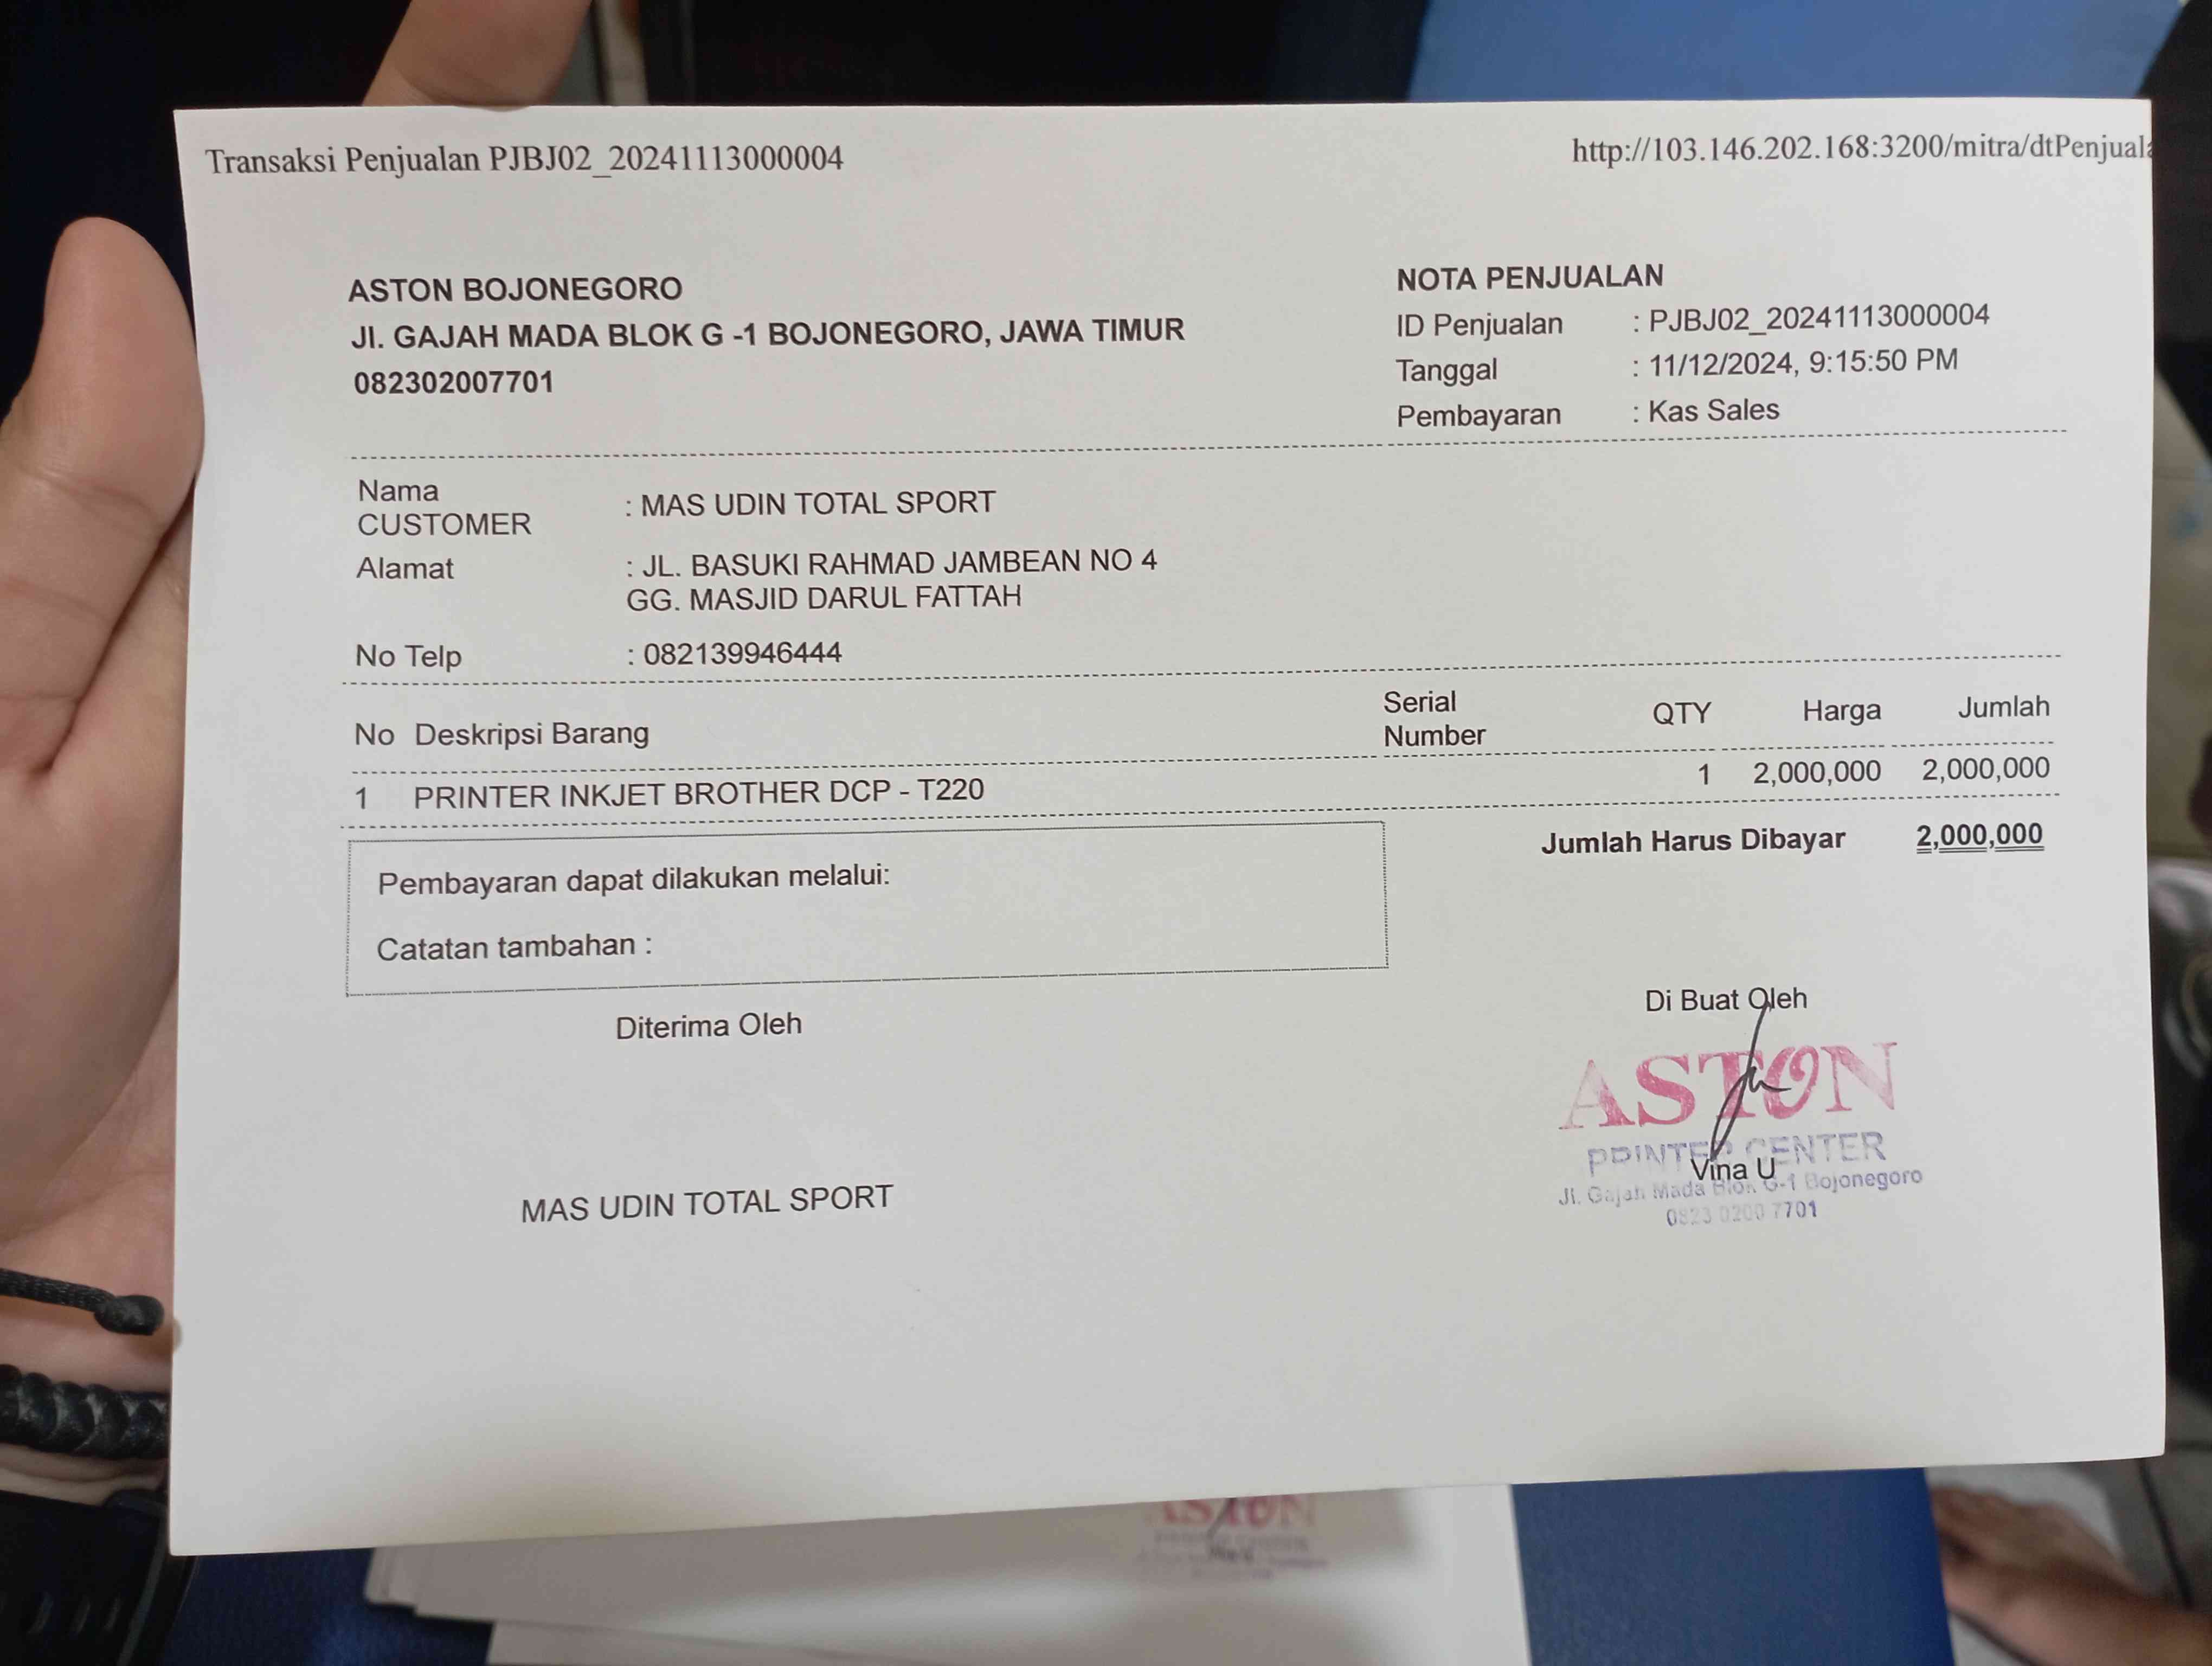 Transaksi Penjualan PJBJ02_20241113000004
http://103.146.202.168:3200/mitra/dtPenjual
ASTON BOJONEGORO
Jl. GAJAH MADA BLOK G -1 BOJONEGORO, JAWA TIMUR
082302007701
NOTA PENJUALAN
ID Penjualan : PJBJ02_20241113000004
Tanggal : 11/12/2024, 9:15:50 PM
Pembayaran : Kas Sales
Nama
CUSTOMER : MAS UDIN TOTAL SPORT
Alamat : JL. BASUKI RAHMAD JAMBEAN NO 4
GG. MASJID DARUL FATTAH
No Telp : 082139946444
No Deskripsi Barang Serial
Number QTY Harga Jumlah
1 PRINTER INKJET BROTHER DCP - T220 1 2,000,000 2,000,000
Jumlah Harus Dibayar 2,000,000
Pembayaran dapat dilakukan melalui:
Catatan tambahan :
Diterima Oleh
MAS UDIN TOTAL SPORT
Di Buat Oleh
ASTON
PRINTER CENTER
Vina U
Jl. Gajah Mada Blok G-1 Bojonegoro
0823 0200 7701
ASTON